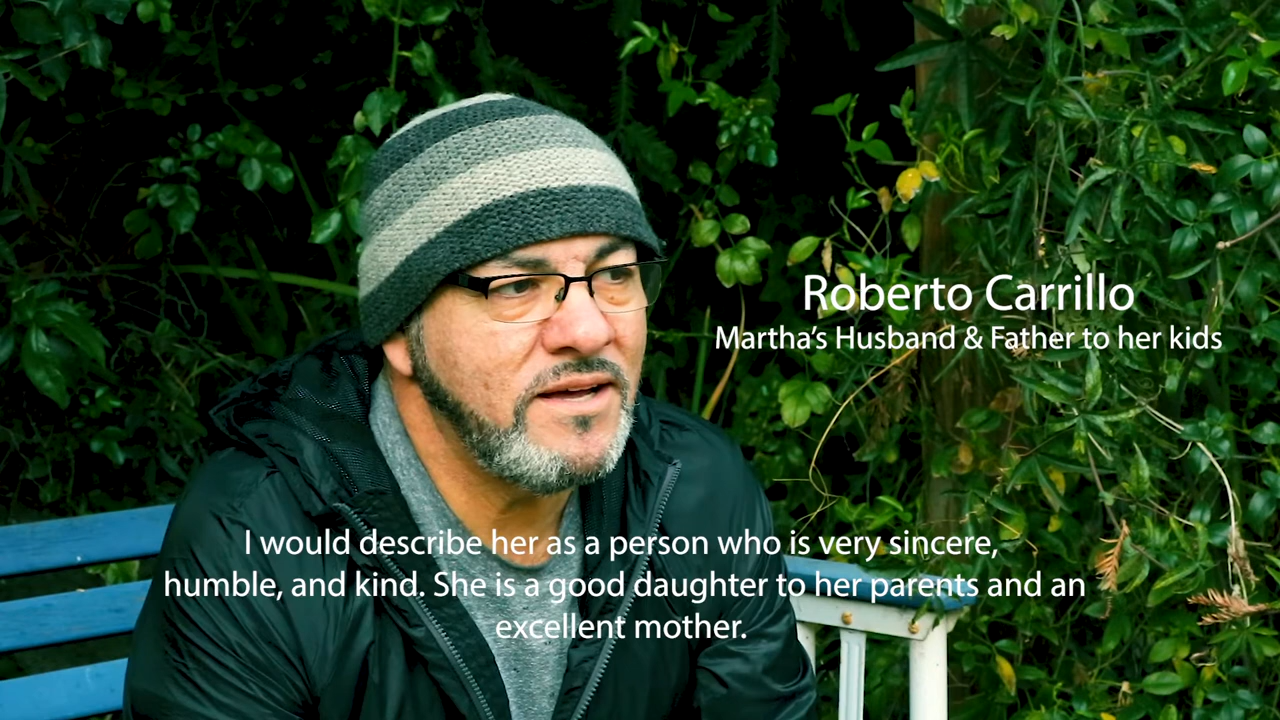 Roberto Carrillo
Martha's Husband & Father to her kids
I would describe her as a person who is very sincere,
humble, and kind. She is a good daughter to her parents and an
excellent mother.